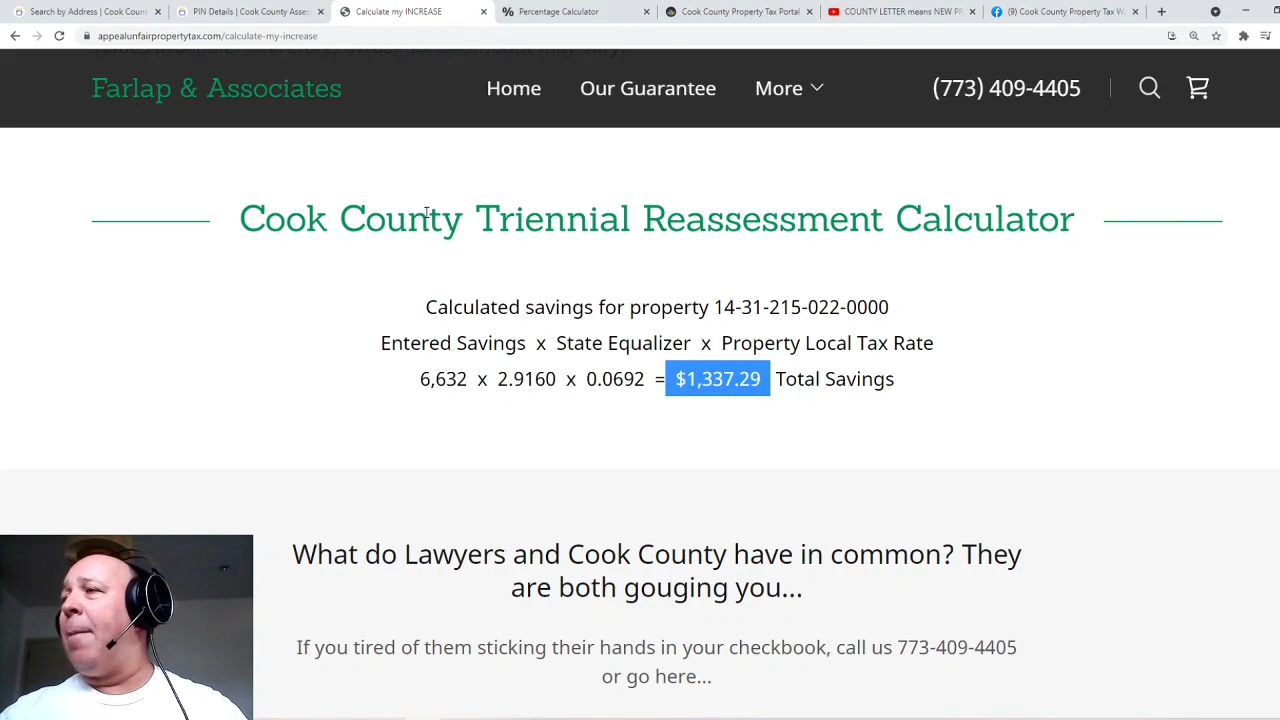 Search by Address | Cook Count
PIN Details | Cook County Asses
Calculate my INCREASE
Percentage Calculator
Cook County Property Tax Portal
COUNTY LETTER means NEW PR
(9) Cook County Property Tax W
appealunfairpropertytax.com/calculate-my-increase
Farlap & Associates
Home
Our Guarantee
More
(773) 409-4405
Cook County Triennial Reassessment Calculator
Calculated savings for property 14-31-215-022-0000
Entered Savings x State Equalizer x Property Local Tax Rate
6,632 x 2.9160 x 0.0692 = $1,337.29 Total Savings
What do Lawyers and Cook County have in common? They
are both gouging you...
If you tired of them sticking their hands in your checkbook, call us 773-409-4405
or go here...